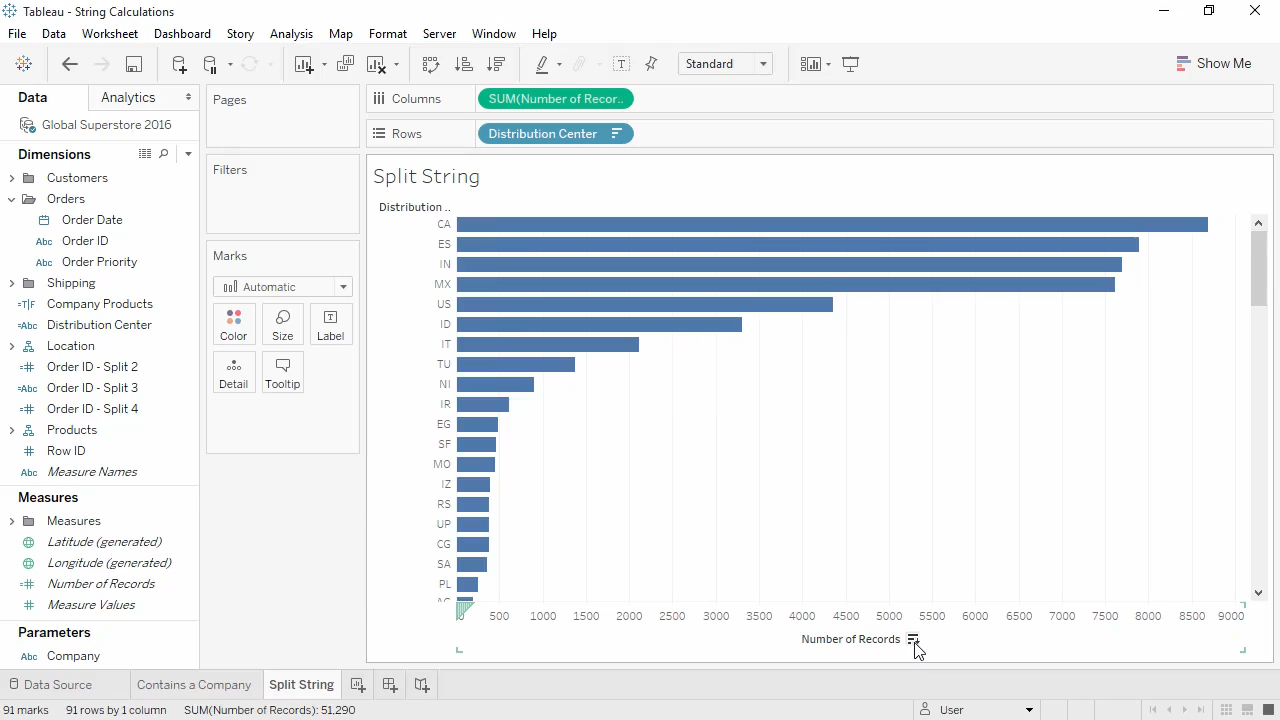 Tableau - String Calculations
File Data Worksheet Dashboard Story Analysis Map Format Server Window Help
Standard
Show Me
Data Analytics
Global Superstore 2016
Dimensions
Customers
Orders
Order Date
Abc Order ID
Abc Order Priority
Shipping
=T|F Company Products
=Abc Distribution Center
Location
Order ID - Split 2
=Abc Order ID - Split 3
Order ID - Split 4
Products
Row ID
Abc Measure Names
Measures
Measures
Latitude (generated)
Longitude (generated)
Number of Records
Measure Values
Parameters
Abc Company
Pages
Filters
Marks
Automatic
Color Size Label
Detail Tooltip
Columns SUM(Number of Recor..
Rows Distribution Center
Split String
Distribution ..
CA
ES
IN
MX
US
ID
IT
TU
NI
IR
EG
SF
MO
IZ
RS
UP
CG
SA
PL
0 500 1000 1500 2000 2500 3000 3500 4000 4500 5000 5500 6000 6500 7000 7500 8000 8500 9000
Number of Records
Data Source Contains a Company Split String
91 marks 91 rows by 1 column SUM(Number of Records): 51,290 User